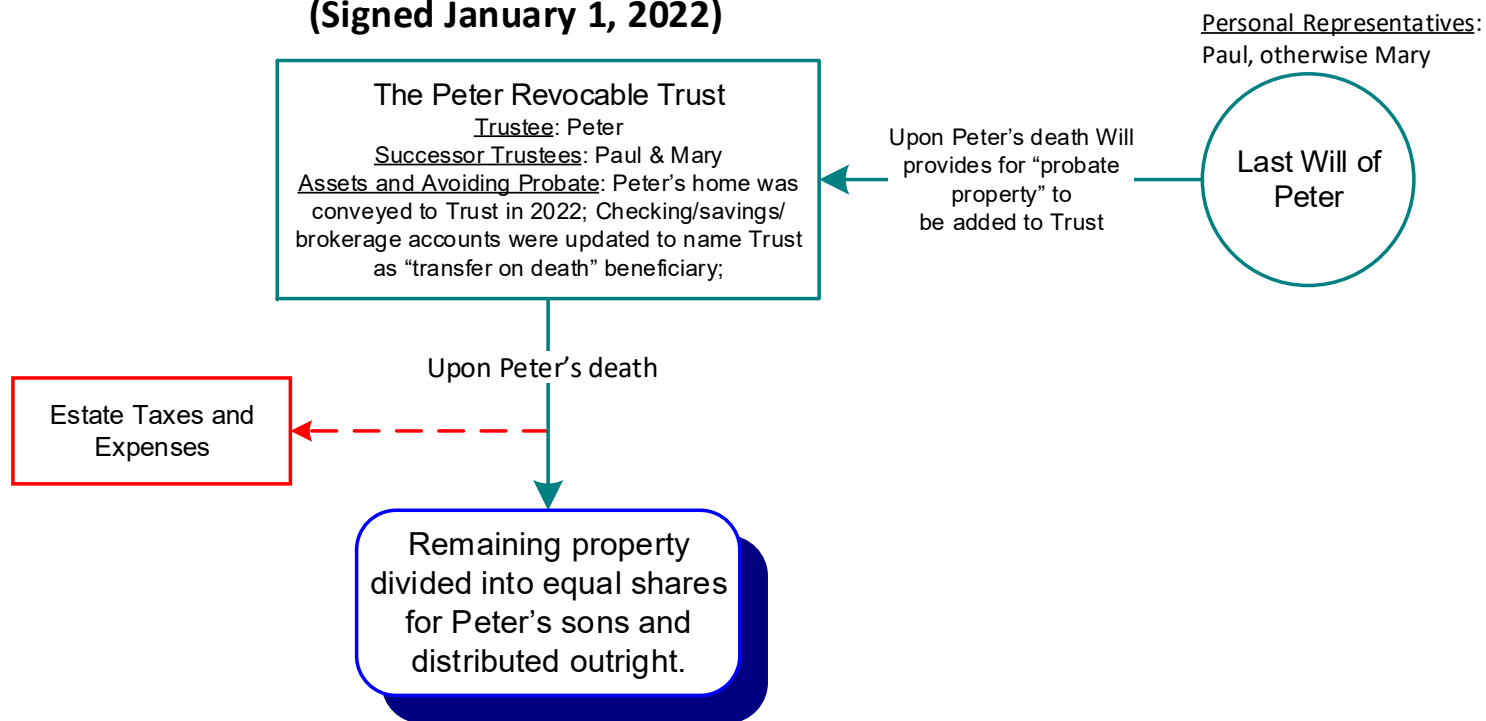 (Signed January 1, 2022)
Personal Representatives:
Paul, otherwise Mary
The Peter Revocable Trust
Trustee: Peter
Successor Trustees: Paul & Mary
Assets and Avoiding Probate: Peter’s home was
conveyed to Trust in 2022; Checking/savings/
brokerage accounts were updated to name Trust
as “transfer on death” beneficiary;
Upon Peter’s death Will
provides for “probate
property” to
be added to Trust
Last Will of
Peter
Upon Peter’s death
Estate Taxes and
Expenses
Remaining property
divided into equal shares
for Peter’s sons and
distributed outright.